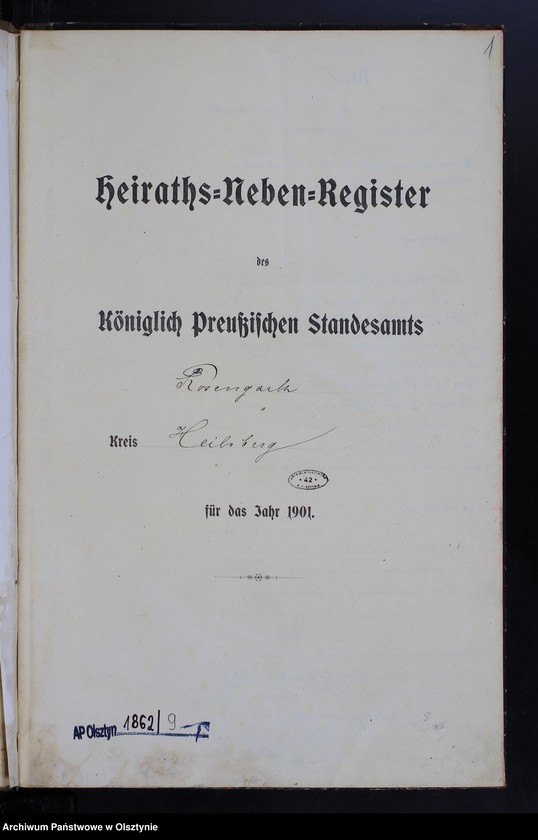 1
Heiraths-Neben-Register
des
Königlich Preußischen Standesamts
Rosengarth
Kreis Heilsberg
42
für das Jahr 1901.
AP Olsztyn 1862/9
Archiwum Państwowe w Olsztynie